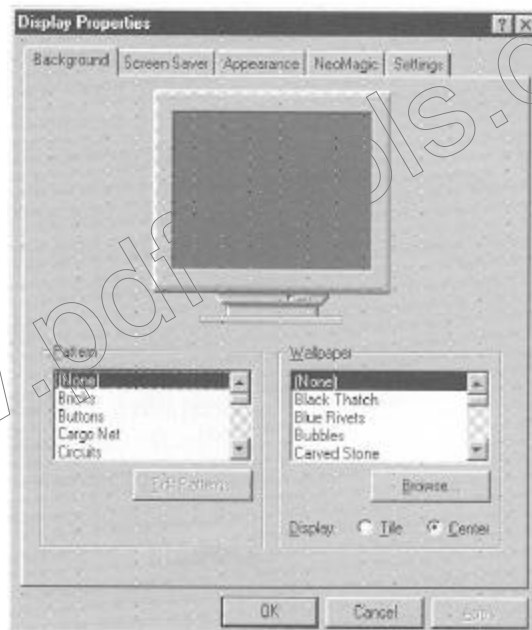 Display Properties
Background Screen Saver Appearance NeoMagic Settings
Pattern
(None)
Bricks
Buttons
Cargo Net
Circuits
Edit Pattern...
Wallpaper
(None)
Black Thatch
Blue Rivets
Bubbles
Carved Stone
Browse...
Display: Tile Center
OK Cancel Apply